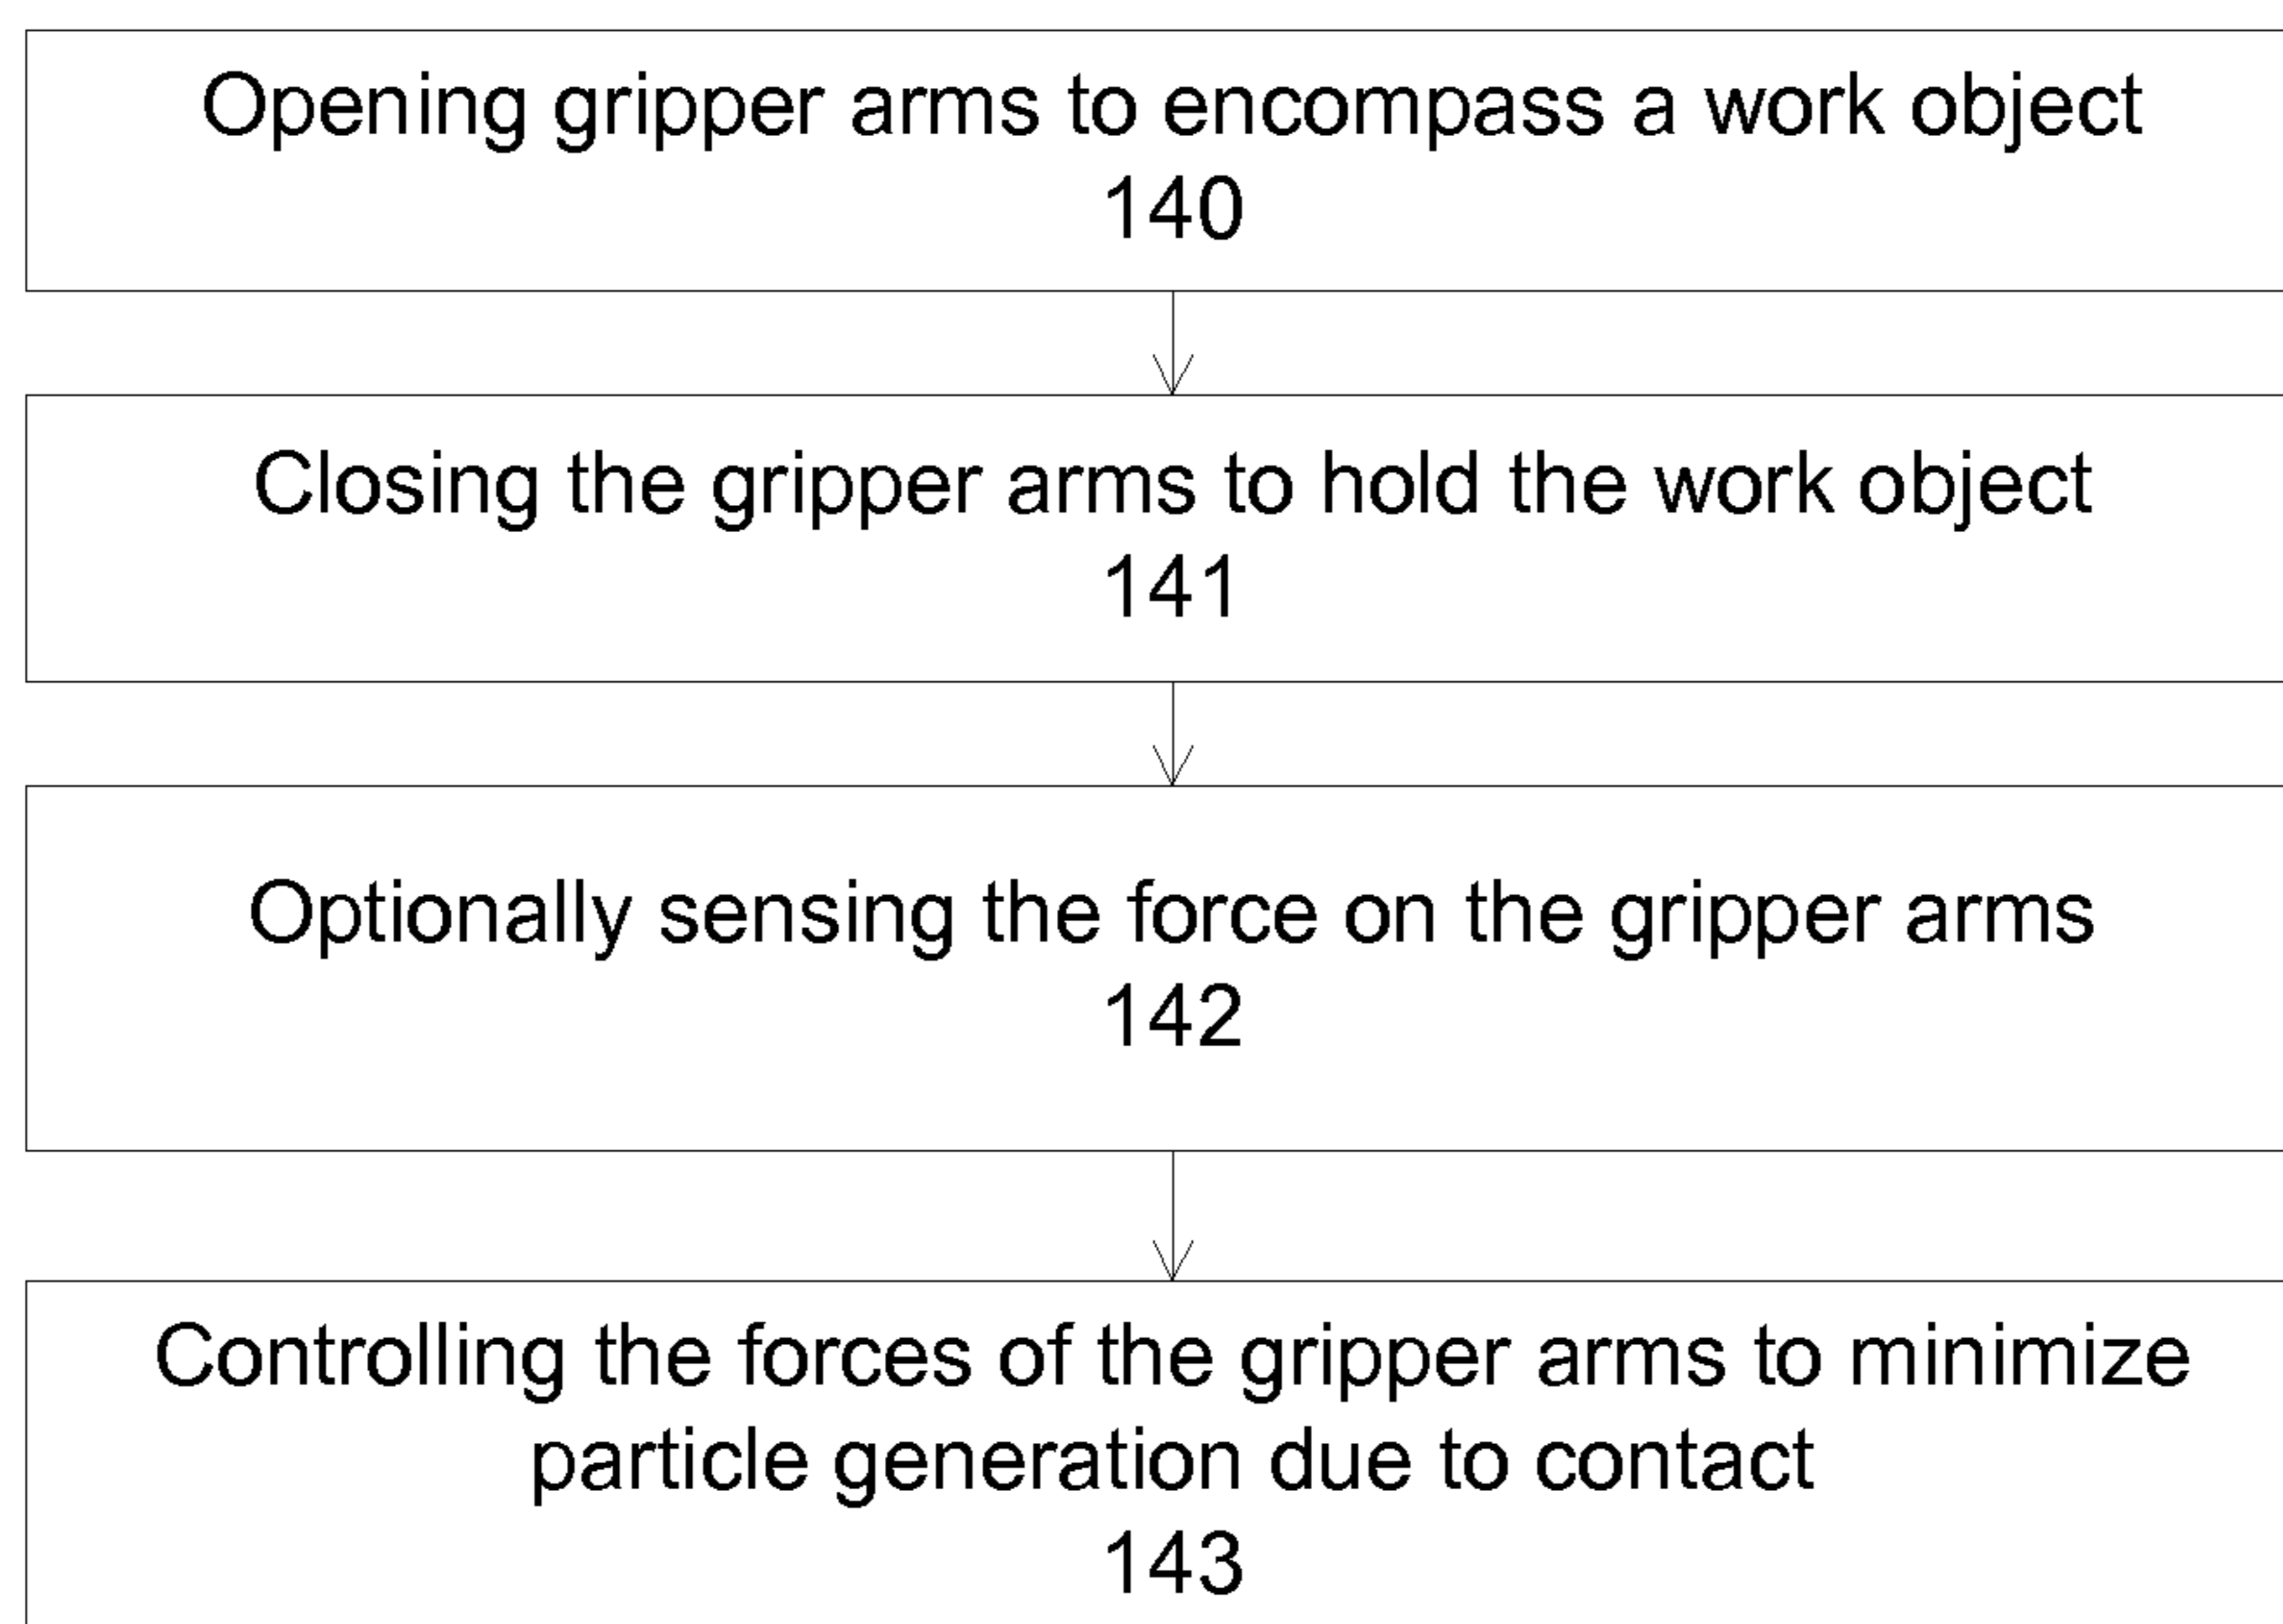 Opening gripper arms to encompass a work object
140
Closing the gripper arms to hold the work object
141
Optionally sensing the force on the gripper arms
142
Controlling the forces of the gripper arms to minimize
particle generation due to contact
143